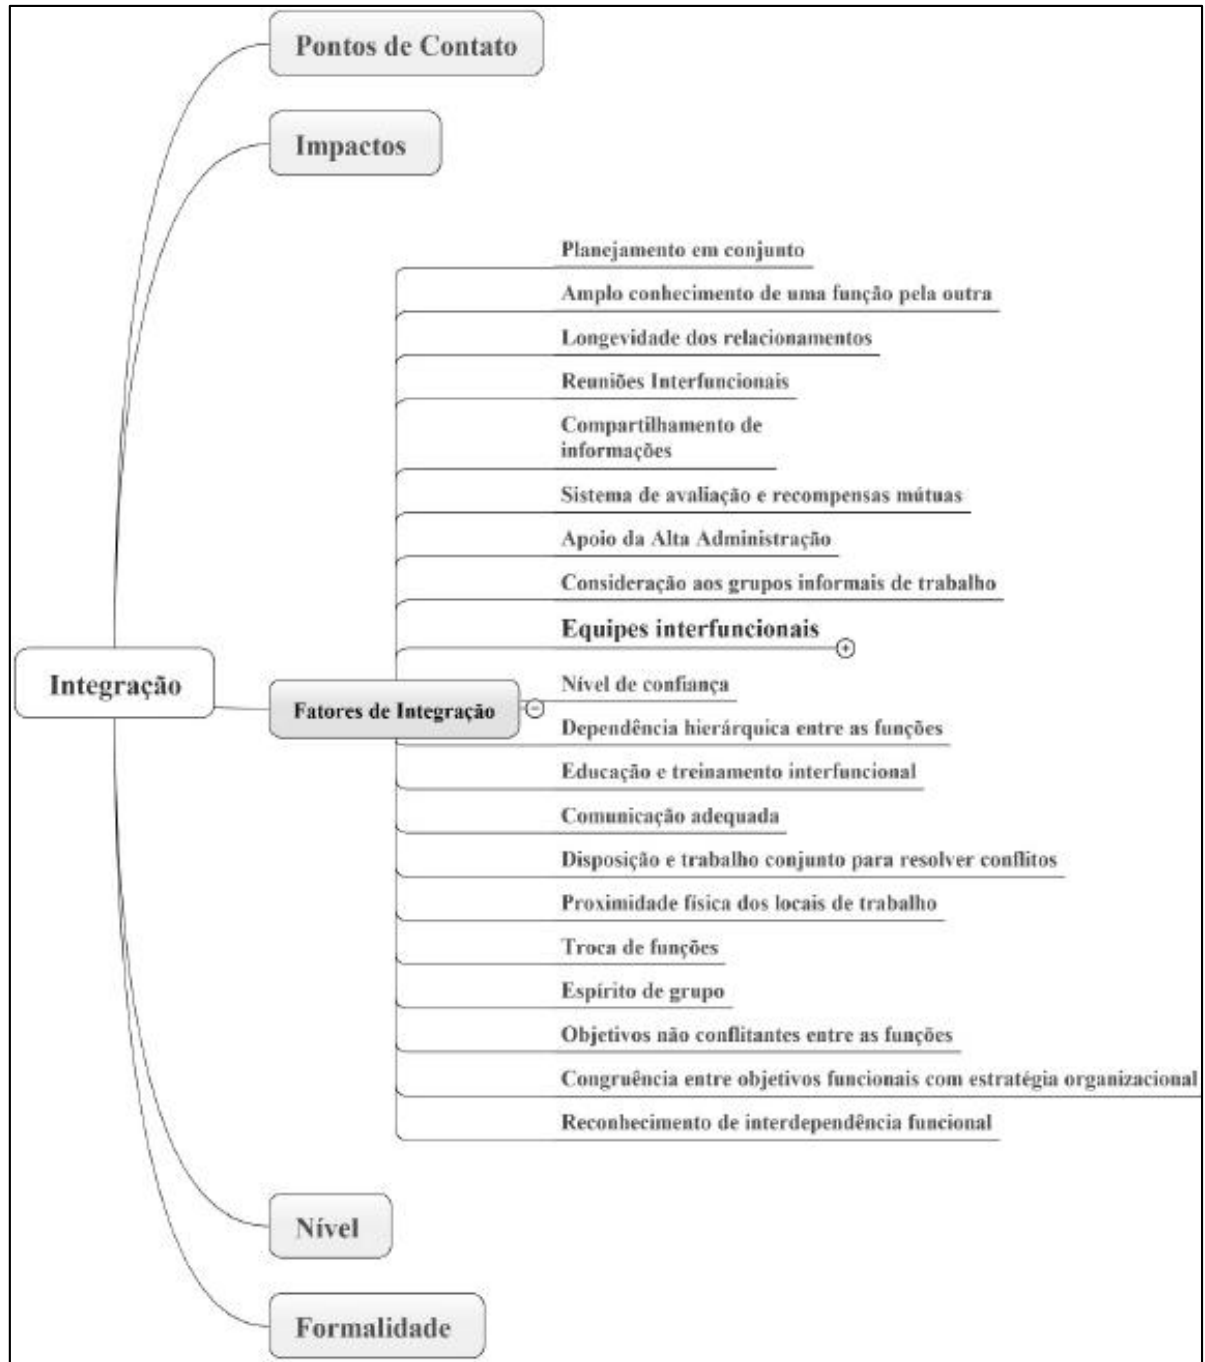 Pontos de Contato
Impactos
Planejamento em conjunto
Amplo conhecimento de uma função pela outra
Longevidade dos relacionamentos
Reuniões Interfuncionais
Compartilhamento de
informações
Sistema de avaliação e recompensas mútuas
Apoio da Alta Administração
Consideração aos grupos informais de trabalho
Equipes interfuncionais
Integração
Fatores de Integração
Nível de confiança
Dependência hierárquica entre as funções
Educação e treinamento interfuncional
Comunicação adequada
Disposição e trabalho conjunto para resolver conflitos
Proximidade física dos locais de trabalho
Troca de funções
Espírito de grupo
Objetivos não conflitantes entre as funções
Congruência entre objetivos funcionais com estratégia organizacional
Reconhecimento de interdependência funcional
Nível
Formalidade